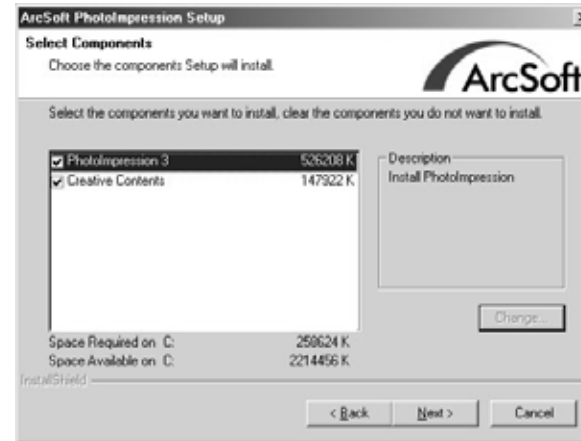 ArcSoft PhotoImpression Setup
Select Components
Choose the components Setup will install.
ArcSoft
Select the components you want to install, clear the components you do not want to install.
PhotoImpression 3 526208 K
Creative Contents 147922 K
Description
Install PhotoImpression
Change...
Space Required on C: 258624 K
Space Available on C: 2214456 K
InstallShield
< Back Next > Cancel